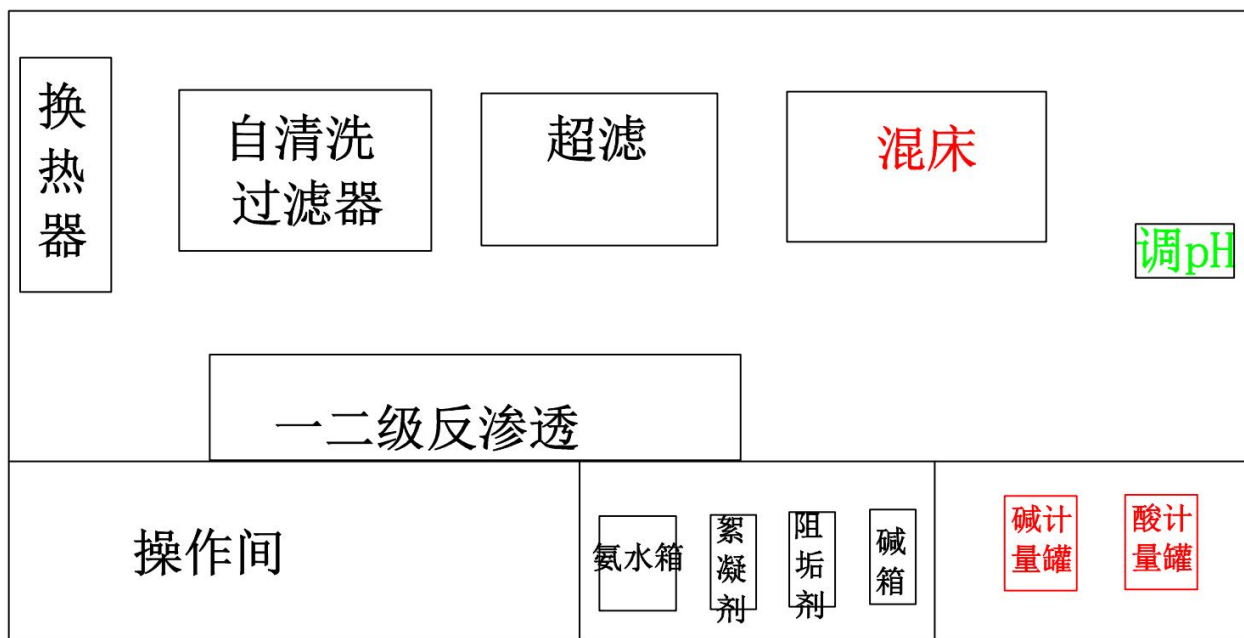 换热器
自清洗
过滤器
超滤
混床
调pH
一二级反渗透
操作间
氨水箱
絮凝剂
阻垢剂
碱箱
碱计
量罐
酸计
量罐